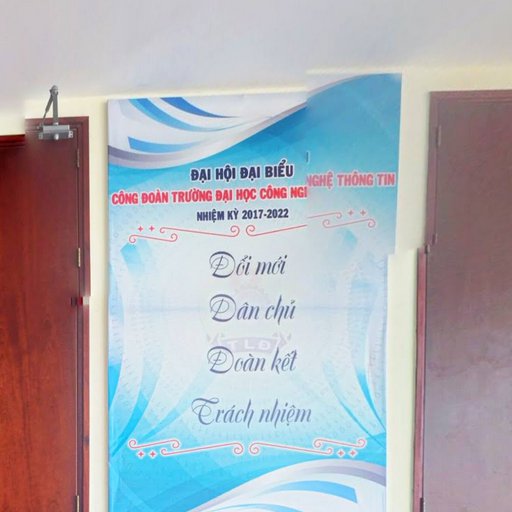 ĐẠI HỘI ĐẠI BIỂU
CÔNG ĐOÀN TRƯỜNG ĐẠI HỌC CÔNG NGHỆ THÔNG TIN
NHIỆM KỲ 2017-2022
Đổi mới
Dân chủ
TLĐ
Đoàn kết
Trách nhiệm